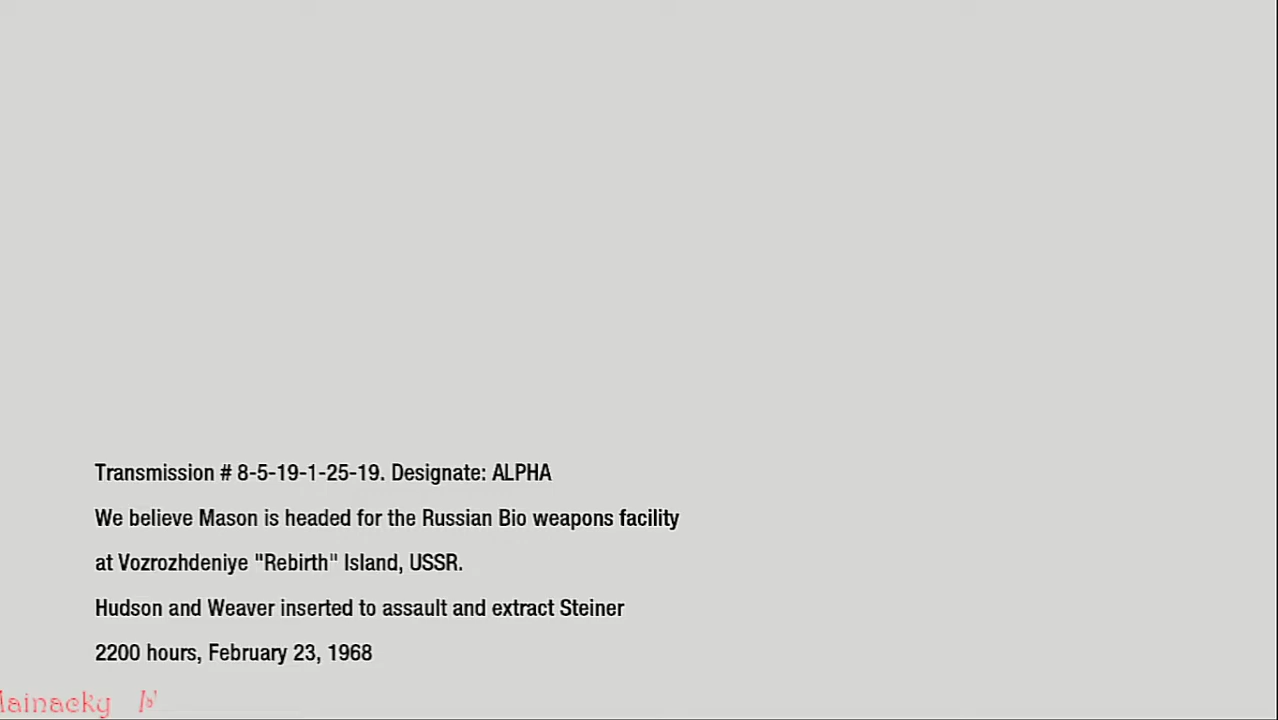 Transmission # 8-5-19-1-25-19. Designate: ALPHA
We believe Mason is headed for the Russian Bio weapons facility
at Vozrozhdeniye "Rebirth" Island, USSR.
Hudson and Weaver inserted to assault and extract Steiner
2200 hours, February 23, 1968